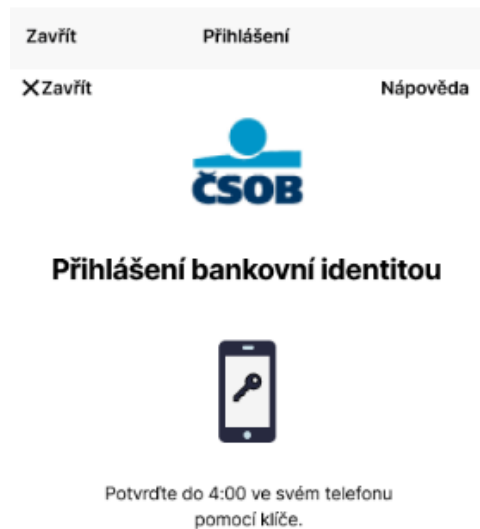 Zavřít Přihlášení
Zavřít Nápověda
ČSOB
Přihlášení bankovní identitou
Potvrďte do 4:00 ve svém telefonu
pomocí klíče.